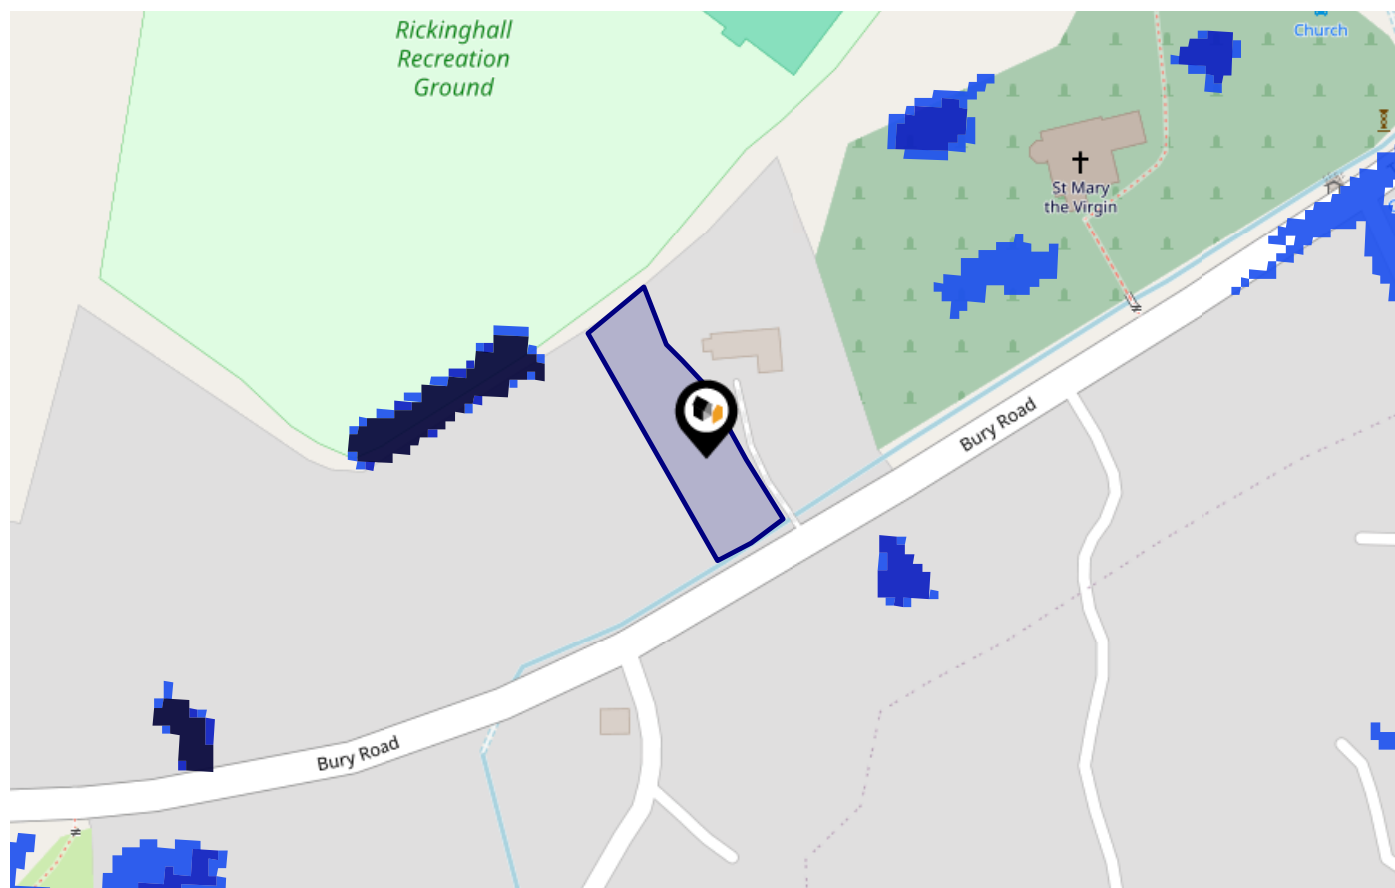 Rickinghall
Recreation
Ground
Church
St Mary
the Virgin
Bury Road
Bury Road